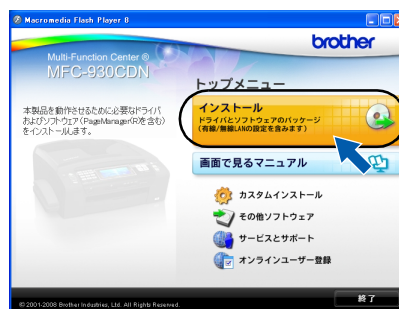 Macromedia Flash Player 8
brother
Multi-Function Center ®
MFC-930CDN
トップメニュー
本製品を動作させるために必要なドライバ
およびソフトウェア(PageManager(R)を含む)
をインストールします。
インストール
ドライバとソフトウェアのパッケージ
(有線/無線LANの設定を含みます)
画面で見るマニュアル
カスタムインストール
その他ソフトウェア
サービスとサポート
オンラインユーザー登録
© 2001-2008 Brother Industries, Ltd. All Rights Reserved.
終了